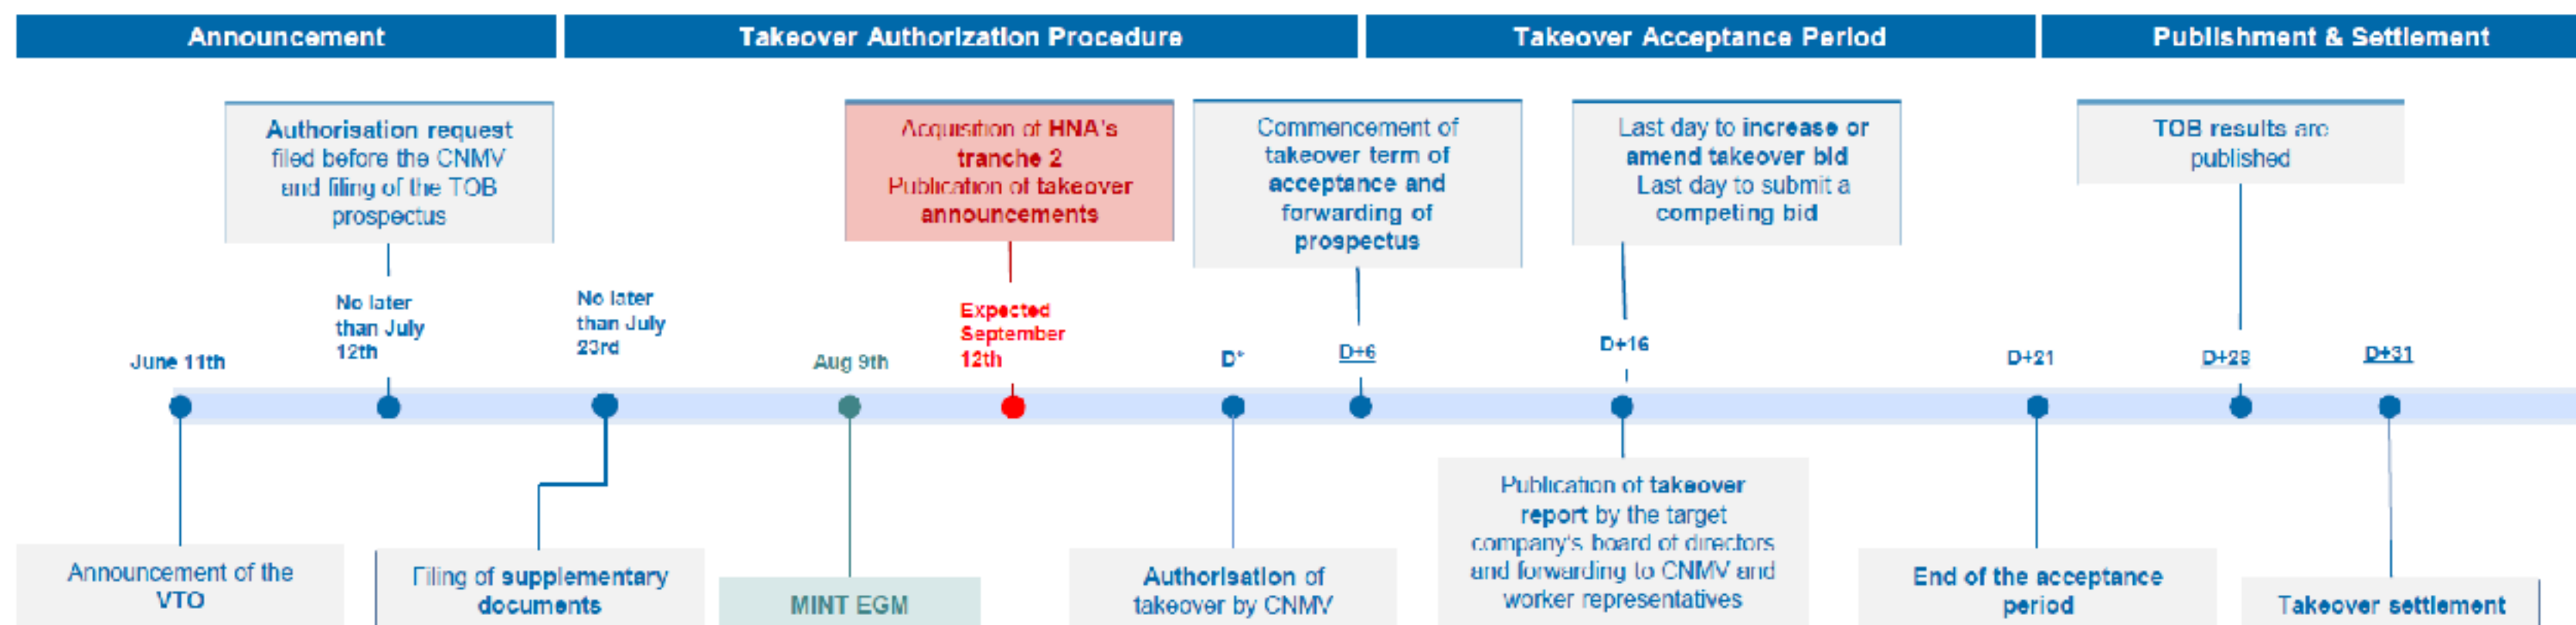 Announcement
Takeover Authorization Procedure
Takeover Acceptance Period
Publishment & Settlement
Authorisation request
filed before the CNMV
and filing of the TOB
prospectus
Acquisition of HNA's
tranche 2
Publication of takeover
announcements
Commencement of
takeover term of
acceptance and
forwarding of
prospectus
Last day to increase or
amend takeover bid
Last day to submit a
competing bid
TOB results are
published
June 11th
No later
than July
12th
No later
than July
23rd
Aug 9th
Expected
September
12th
D*
D+6
D+16
D+21
D+28
D+31
Announcement of the
VTO
Filing of supplementary
documents
MINT EGM
Authorisation of
takeover by CNMV
Publication of takeover
report by the target
company's board of directors
and forwarding to CNMV and
worker representatives
End of the acceptance
period
Takeover settlement